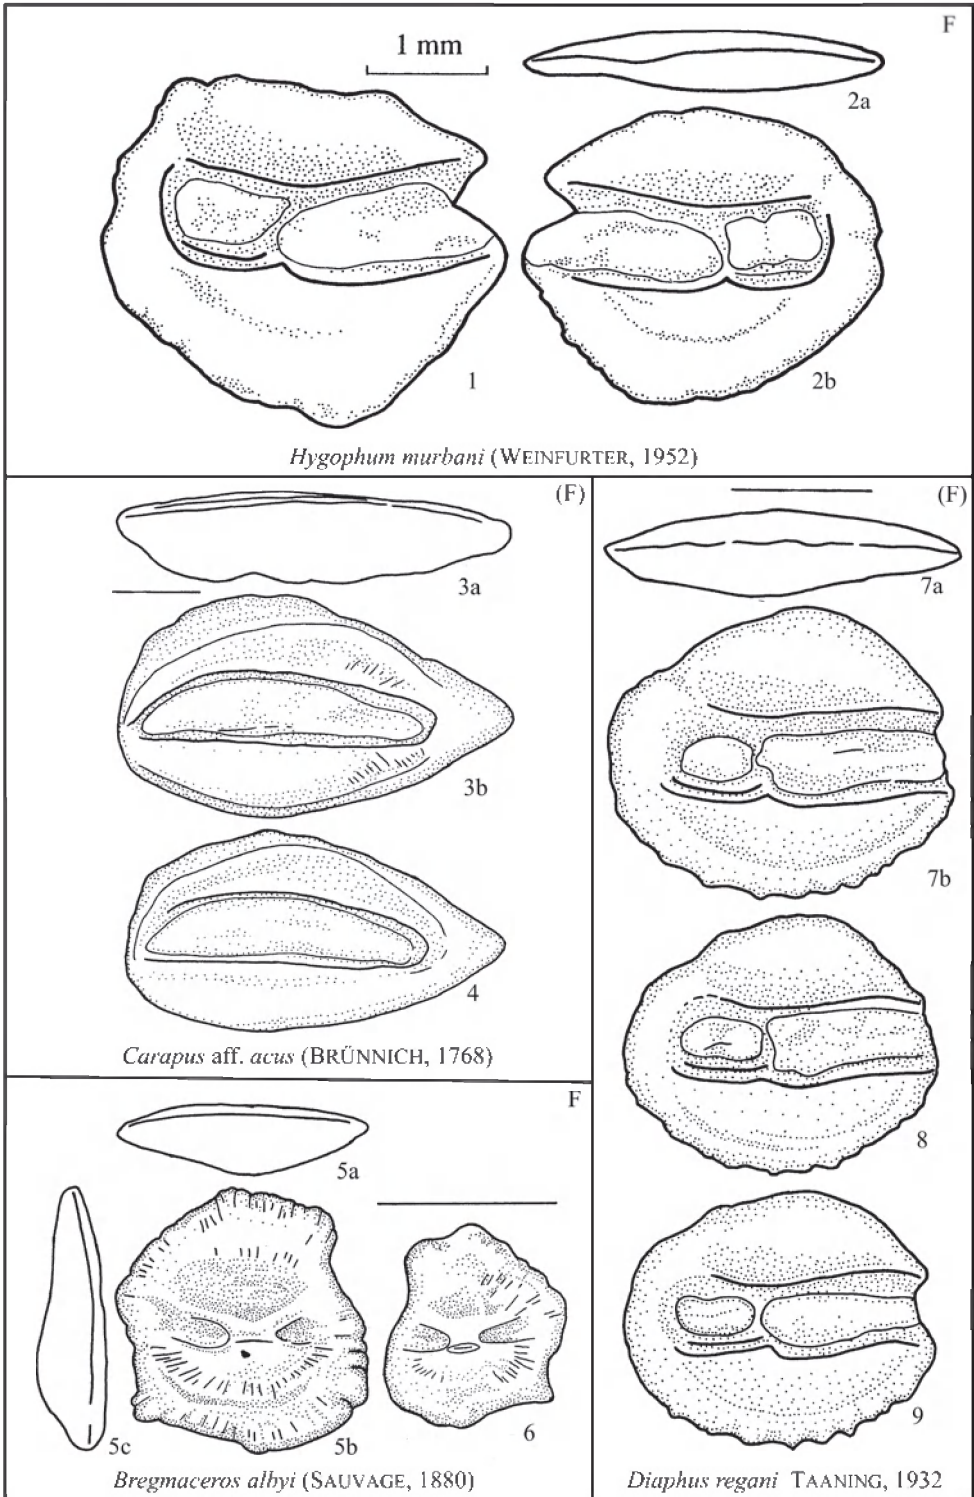 F
1 mm
2a
1
2b
Hygophum murbani (WEINFURTER, 1952)
(F)
3a
3b
4
Carapus aff. acus (BRÜNNICH, 1768)
F
5a
5c
5b
6
Bregmaceros albyi (SAUVAGE, 1880)
(F)
7a
7b
8
9
Diaphus regani TAANING, 1932